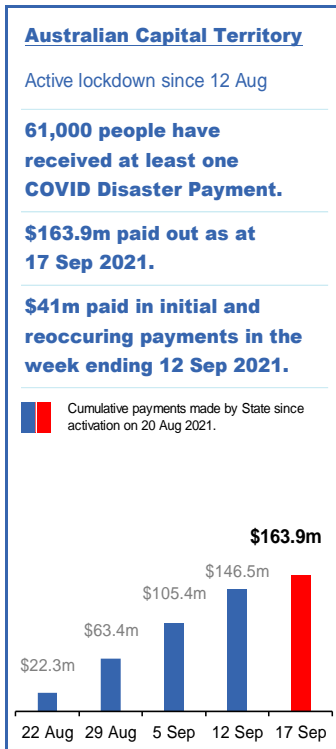 Australian Capital Territory
Active lockdown since 12 Aug
61,000 people have
received at least one
COVID Disaster Payment.
$163.9m paid out as at
17 Sep 2021.
$41m paid in initial and
reoccuring payments in the
week ending 12 Sep 2021.
Cumulative payments made by State since
activation on 20 Aug 2021.
$163.9m
$146.5m
$105.4m
$63.4m
$22.3m
22 Aug 29 Aug 5 Sep 12 Sep 17 Sep